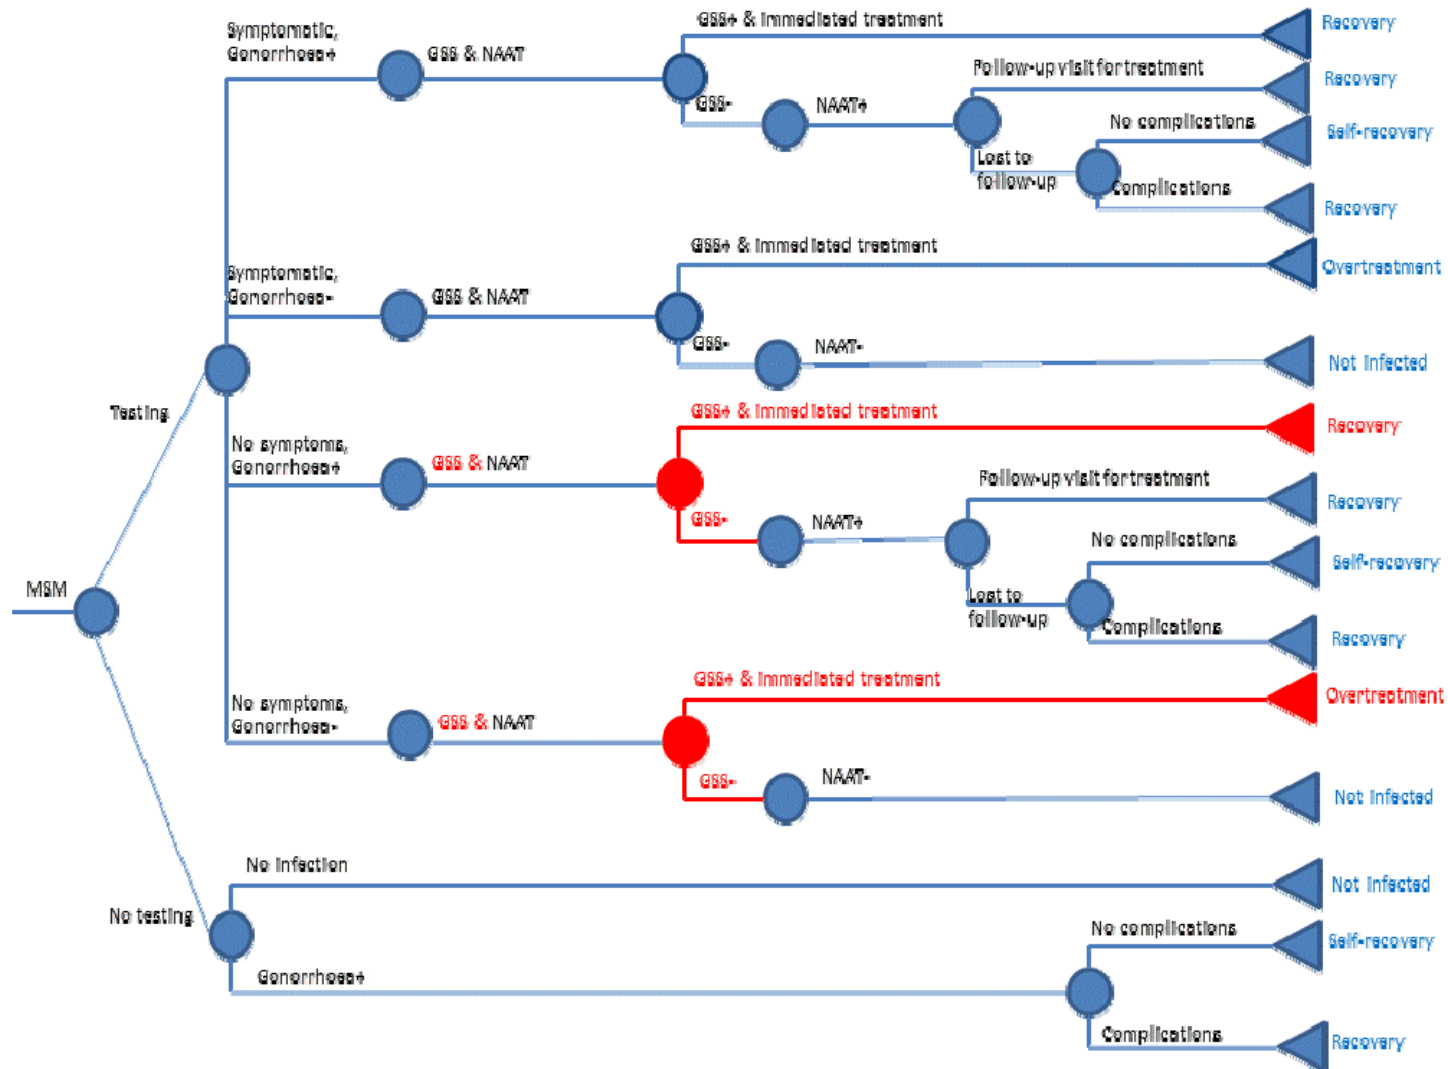 Symptomatic,
Gonorrhoea+
GSS & NAAT
GSS+ & Immediated treatment
Recovery
GSS-
NAAT+
Follow-up visit for treatment
Recovery
Lost to
follow-up
No complications
Self-recovery
Complications
Recovery
Symptomatic,
Gonorrhoea-
GSS & NAAT
GSS+ & Immediated treatment
Overtreatment
GSS-
NAAT-
Not Infected
Testing
No symptoms,
Gonorrhoea+
GSS & NAAT
GSS+ & Immediated treatment
Recovery
GSS-
NAAT+
Follow-up visit for treatment
Recovery
Lost to
follow-up
No complications
Self-recovery
Complications
Recovery
MSM
No symptoms,
Gonorrhoea-
GSS & NAAT
GSS+ & Immediated treatment
Overtreatment
GSS-
NAAT-
Not Infected
No testing
No Infection
Not Infected
Gonorrhoea+
No complications
Self-recovery
Complications
Recovery